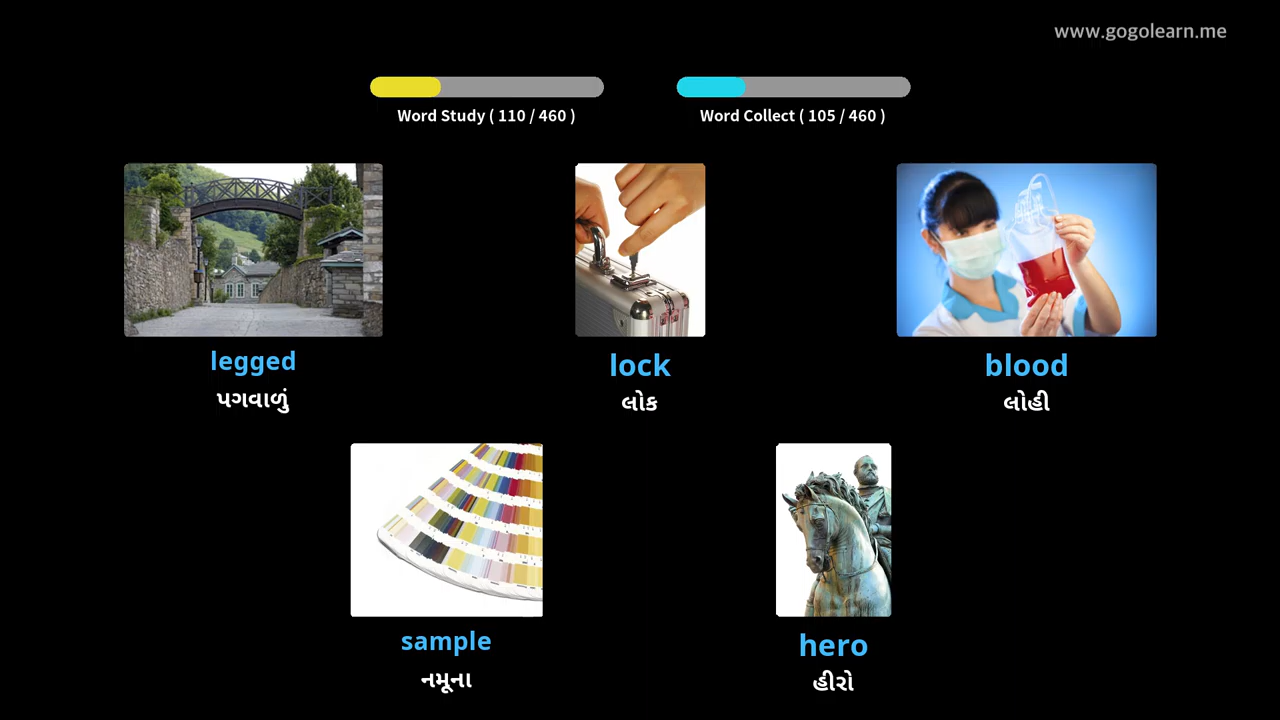 www.gogolearn.me
Word Study ( 110 / 460 )
Word Collect ( 105 / 460 )
legged
પગવાળું
lock
લોક
blood
લોહી
sample
નમૂના
hero
હીરો